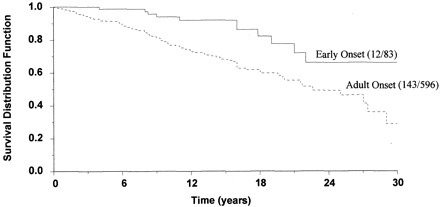 Survival Distribution Function
1.0
0.8
0.6
0.4
0.2
0.0
Early Onset (12/83)
Adult Onset (143/596)
0 6 12 18 24 30
Time (years)